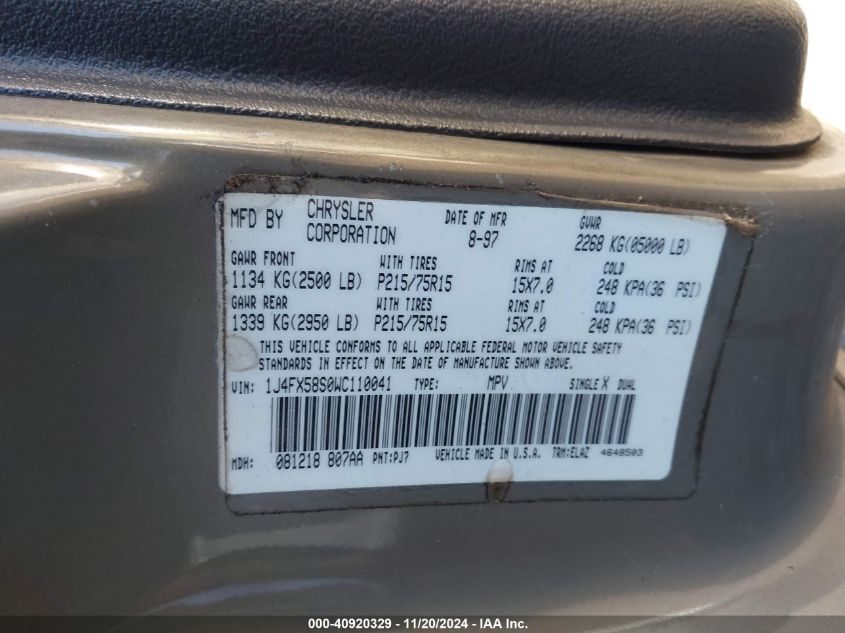 MFD BY CHRYSLER CORPORATION DATE OF MFR 8-97 GVWR 2268 KG(05000 LB)
GAWR FRONT WITH TIRES RIMS AT COLD
1134 KG(2500 LB) P215/75R15 15X7.0 248 KPA(36 PSI)
GAWR REAR WITH TIRES RIMS AT COLD
1339 KG(2950 LB) P215/75R15 15X7.0 248 KPA(36 PSI)
THIS VEHICLE CONFORMS TO ALL APPLICABLE FEDERAL MOTOR VEHICLE SAFETY
STANDARDS IN EFFECT ON THE DATE OF MANUFACTURE SHOWN ABOVE.
VIN: 1J4FX58S0WC110041 TYPE: MPV SINGLE X DUAL
MDH: 081218 807AA PNT:PJ7 VEHICLE MADE IN U.S.A. TRM:ELAZ 4648503
000-40920329 - 11/20/2024 - IAA Inc.